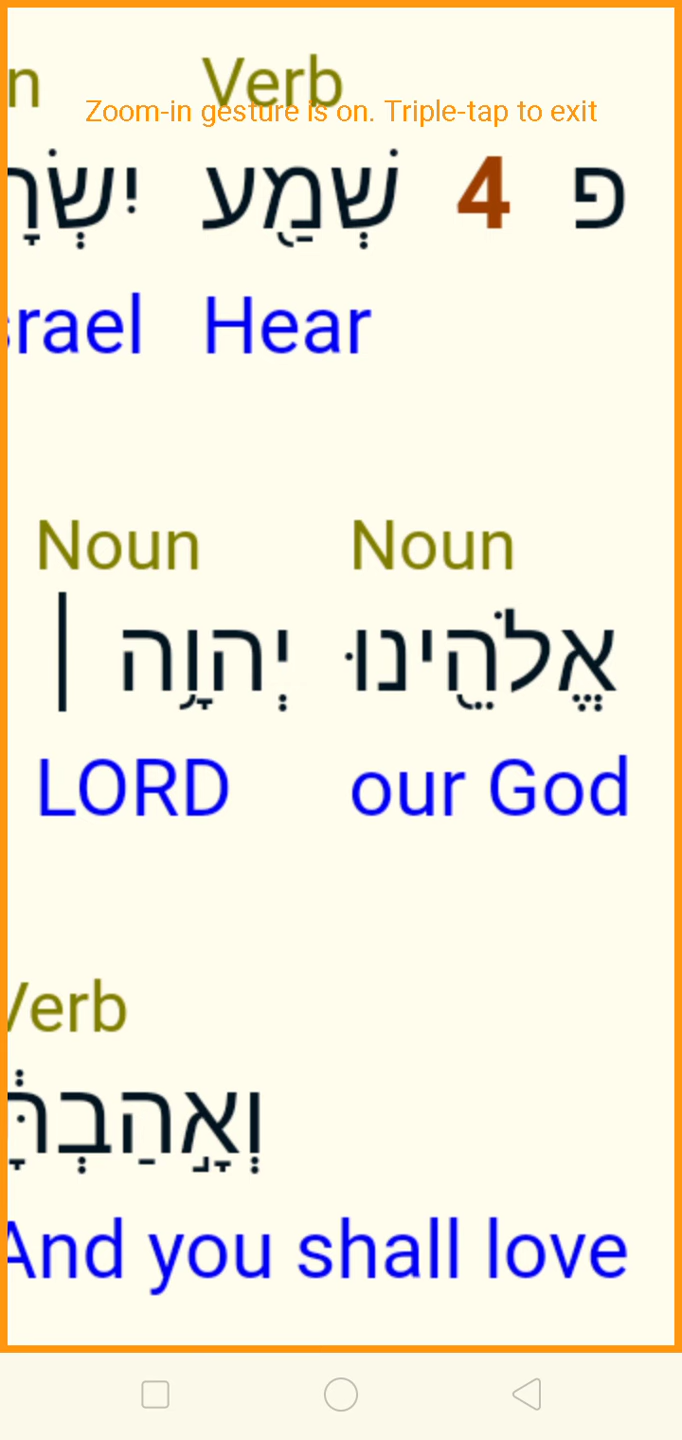 n Verb
Zoom-in gesture is on. Triple-tap to exit
פ 4 שְׁמַ֖ע יִשְׂרָ
srael Hear
Noun Noun
אֱלֹהֵ֖ינוּ יְהוָ֥ה ׀
LORD our God
Verb
וְאָ֣הַבְתָּ֔
And you shall love